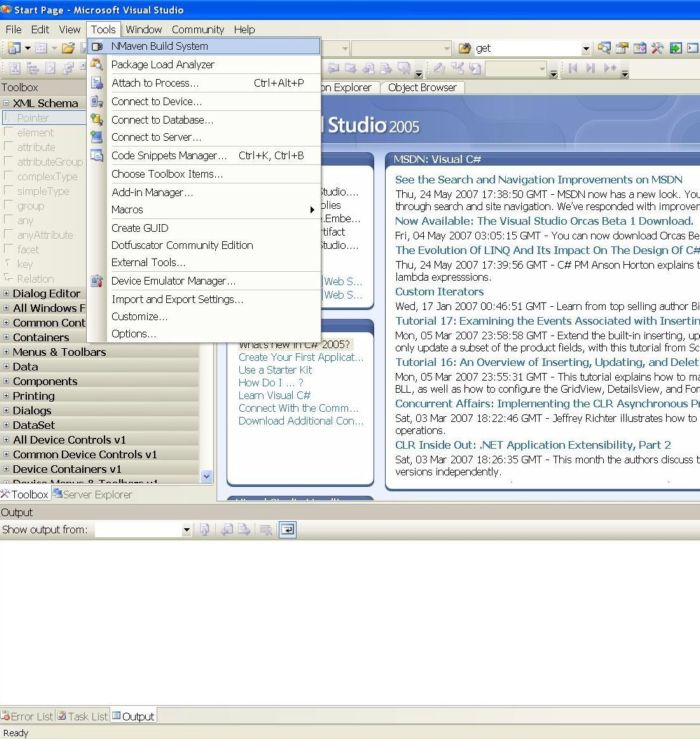 Start Page - Microsoft Visual Studio
File Edit View Tools Window Community Help
get
NMaven Build System
Package Load Analyzer
Attach to Process... Ctrl+Alt+P
Connect to Device...
Connect to Database...
Connect to Server...
Code Snippets Manager... Ctrl+K, Ctrl+B
Choose Toolbox Items...
Add-in Manager...
Macros
Create GUID
Dotfuscator Community Edition
External Tools...
Device Emulator Manager...
Import and Export Settings...
Customize...
Options...
Toolbox
XML Schema
Pointer
element
attribute
attributeGroup
complexType
simpleType
group
any
anyAttribute
facet
key
Relation
Dialog Editor
All Windows F
Common Cont
Containers
Menus & Toolbars
Data
Components
Printing
Dialogs
DataSet
All Device Controls v1
Common Device Controls v1
Device Containers v1
Device Menus & Toolbars v1
Toolbox Server Explorer
on Explorer Object Browser
l Studio 2005
Studio....
plies
.Embe...
rtifact
Studio....
Web S...
Web S...
What's new in C# 2005?
Create Your First Applicat...
Use a Starter Kit
How Do I ... ?
Learn Visual C#
Connect With the Comm...
Download Additional Con...
MSDN: Visual C#
See the Search and Navigation Improvements on MSDN
Thu, 24 May 2007 17:38:50 GMT - MSDN now has a new look. You
through search and site navigation. We've responded with improven
Now Available: The Visual Studio Orcas Beta 1 Download.
Fri, 04 May 2007 03:05:15 GMT - You can now download Orcas
The Evolution Of LINQ And Its Impact On The Design Of C#
Thu, 24 May 2007 17:39:56 GMT - C# PM Anson Horton explains t
lambda expresssions.
Custom Iterators
Wed, 17 Jan 2007 00:46:51 GMT - Learn from top selling author Bi
Tutorial 17: Examining the Events Associated with Insertin
Mon, 05 Mar 2007 23:58:58 GMT - Extend the built-in inserting, up
only update a subset of the product fields, with this tutorial from Sc
Tutorial 16: An Overview of Inserting, Updating, and Delet
Mon, 05 Mar 2007 23:55:31 GMT - This tutorial explains how to ma
BLL, as well as how to configure the GridView, DetailsView, and For
Concurrent Affairs: Implementing the CLR Asynchronous P
Sat, 03 Mar 2007 18:22:46 GMT - Jeffrey Richter illustrates how to
operations.
CLR Inside Out: .NET Application Extensibility, Part 2
Sat, 03 Mar 2007 18:26:35 GMT - This month the authors discuss t
versions independently.
Output
Show output from:
Error List Task List Output
Ready